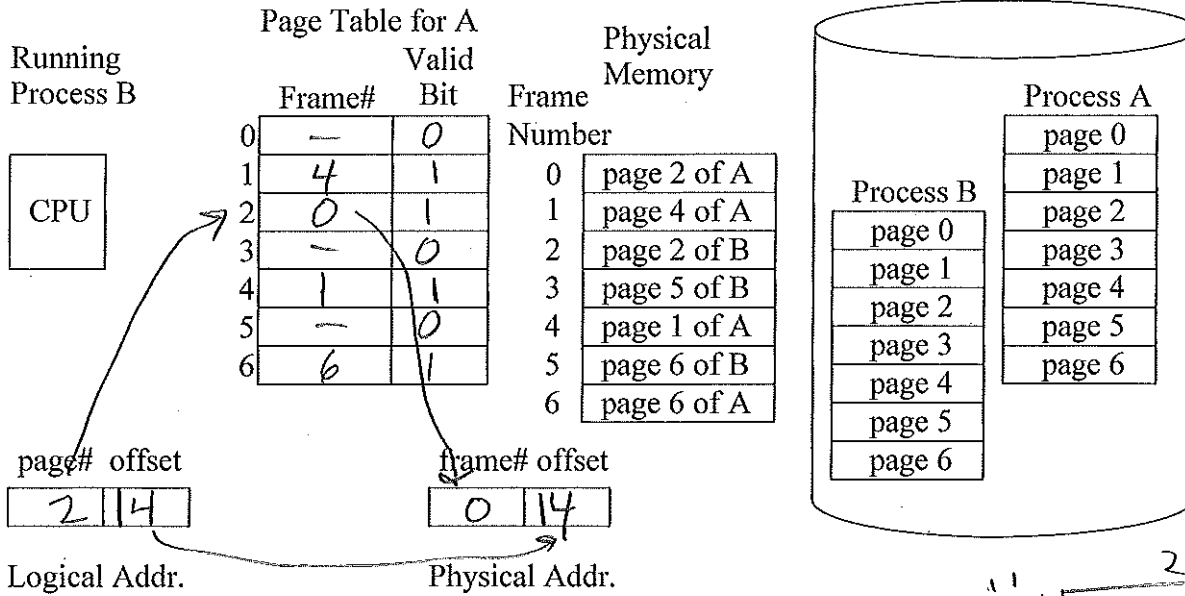 Running
Process B
CPU
Page Table for A
Frame# Valid Bit
0 — 0
1 4 1
2 0 1
3 — 0
4 1 1
5 — 0
6 6 1
Physical
Memory
Frame
Number
0 page 2 of A
1 page 4 of A
2 page 2 of B
3 page 5 of B
4 page 1 of A
5 page 6 of B
6 page 6 of A
Process B
page 0
page 1
page 2
page 3
page 4
page 5
page 6
Process A
page 0
page 1
page 2
page 3
page 4
page 5
page 6
page# offset
2 14
Logical Addr.
frame# offset
0 14
Physical Addr.
2